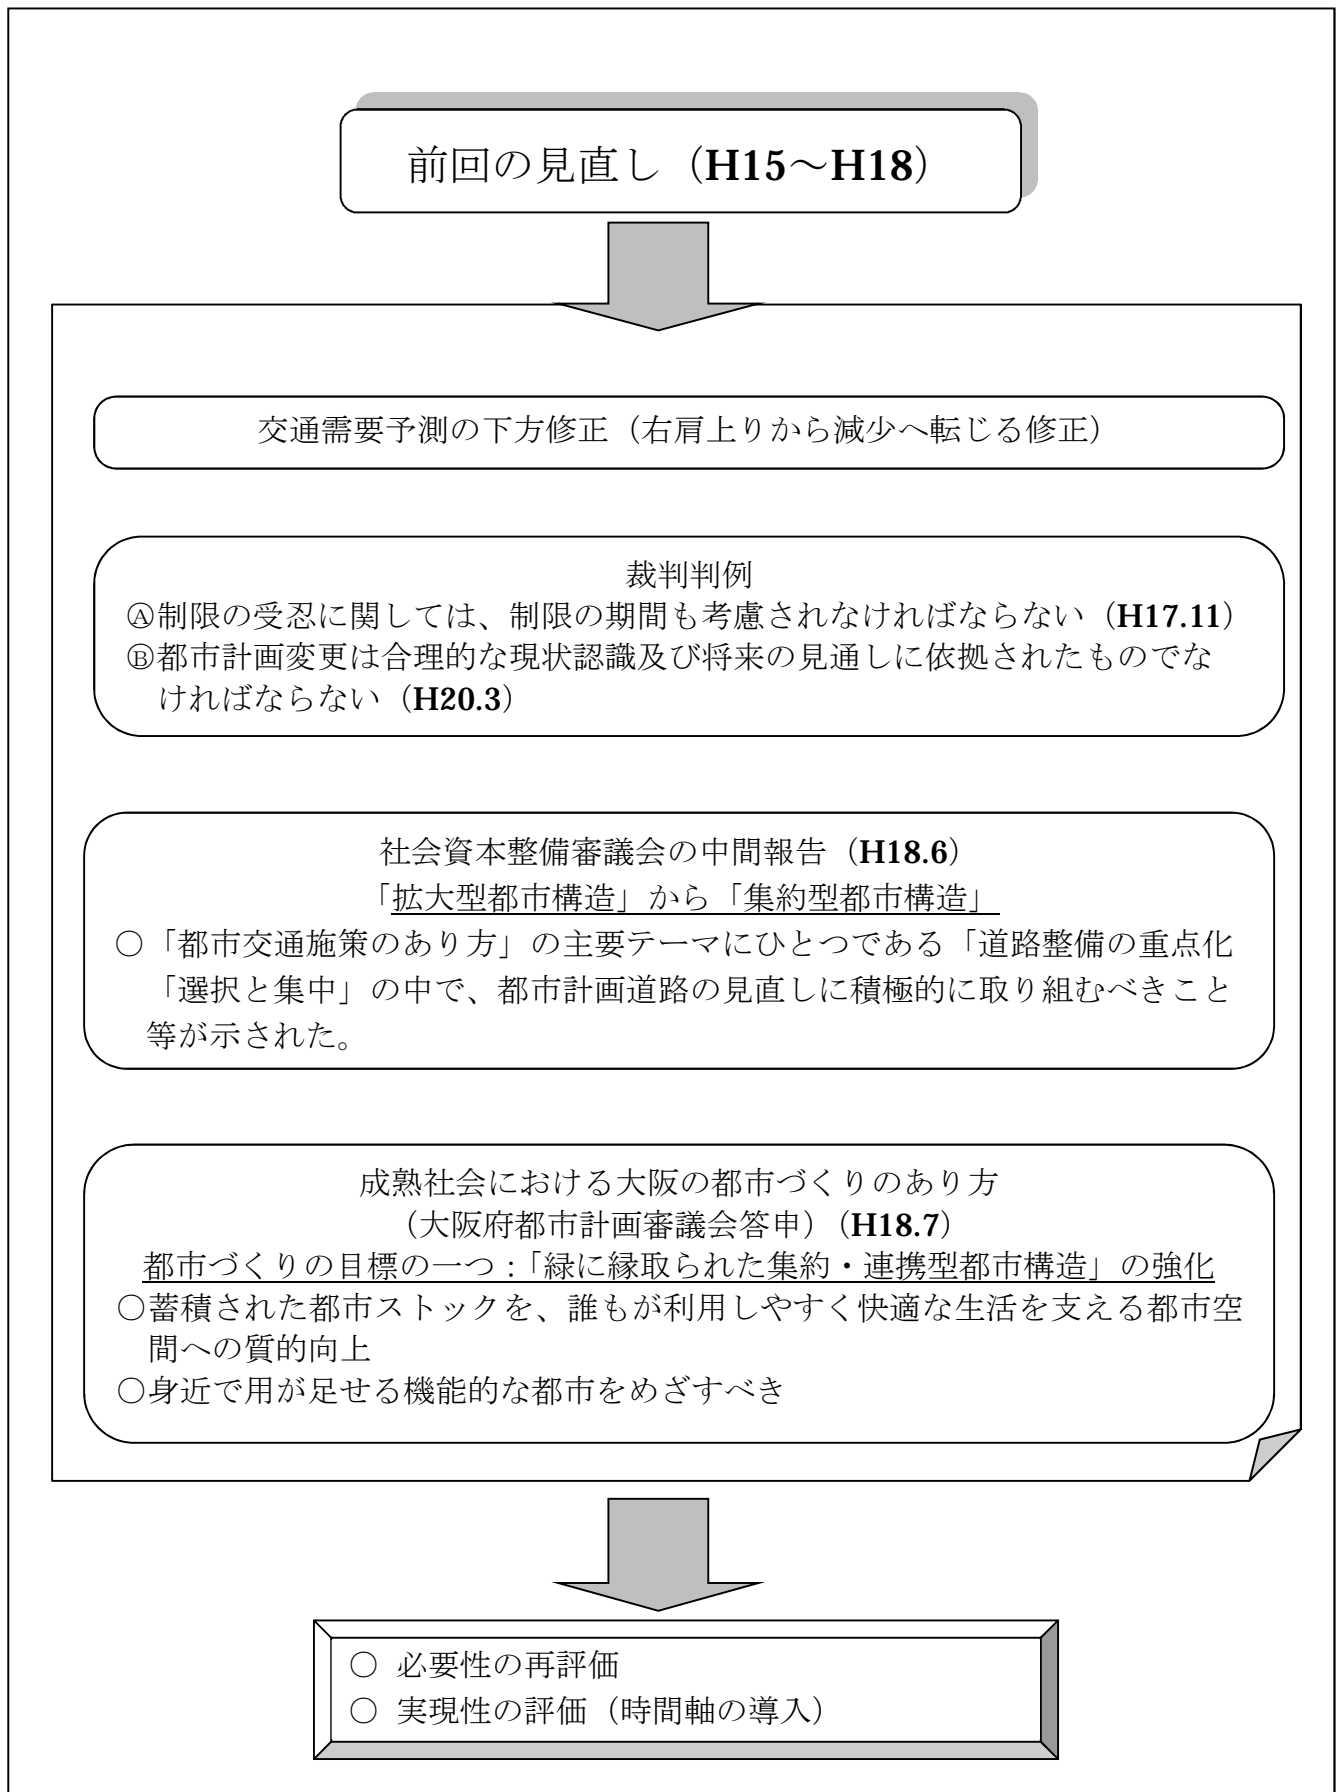 前回の見直し（H15～H18）
交通需要予測の下方修正（右肩上りから減少へ転じる修正）
裁判判例
Ⓐ制限の受忍に関しては、制限の期間も考慮されなければならない（H17.11）
Ⓑ都市計画変更は合理的な現状認識及び将来の見通しに依拠されたものでな
ければならない（H20.3）
社会資本整備審議会の中間報告（H18.6）
「拡大型都市構造」から「集約型都市構造」
○「都市交通施策のあり方」の主要テーマにひとつである「道路整備の重点化
「選択と集中」の中で、都市計画道路の見直しに積極的に取り組むべきこと
等が示された。
成熟社会における大阪の都市づくりのあり方
（大阪府都市計画審議会答申）（H18.7）
都市づくりの目標の一つ：「緑に縁取られた集約・連携型都市構造」の強化
○蓄積された都市ストックを、誰もが利用しやすく快適な生活を支える都市空
間への質的向上
○身近で用が足せる機能的な都市をめざすべき
○ 必要性の再評価
○ 実現性の評価（時間軸の導入）